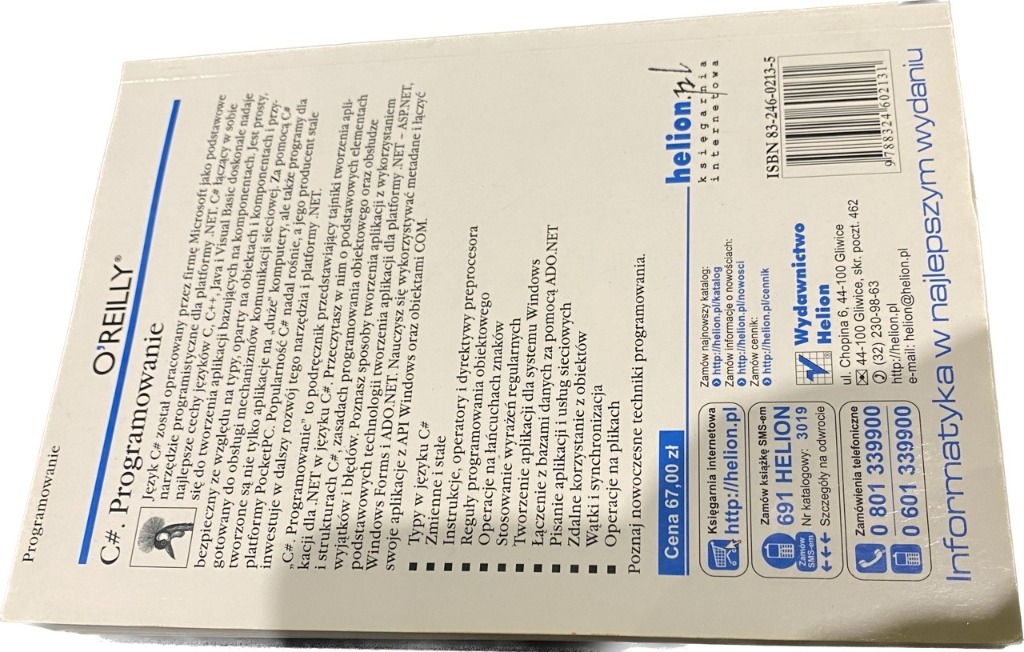 Programowanie
O'REILLY®
C#. Programowanie
Język C# został opracowany przez firmę Microsoft jako podstawowe
narzędzie programistyczne dla platformy .NET. C# łączący w sobie
najlepsze cechy języków C, C++, Java i Visual Basic doskonale nadaje
się do tworzenia aplikacji bazujących na komponentach. Jest prosty,
bezpieczny ze względu na typy, oparty na obiektach i komponentach i przy-
gotowany do obsługi mechanizmów komunikacji sieciowej. Za pomocą C#
tworzone są nie tylko aplikacje na „duże” komputery, ale także programy dla
platformy PocketPC. Popularność C# nadal rośnie, a jego producent stale
inwestuje w dalszy rozwój tego narzędzia i platformy .NET.
„C#. Programowanie” to podręcznik przedstawiający tajniki tworzenia apli-
kacji dla .NET w języku C#. Przeczytasz w nim o podstawowych elementach
i strukturach C#, zasadach programowania obiektowego oraz obsłudze
wyjątków i błędów. Poznasz sposoby tworzenia aplikacji z wykorzystaniem
podstawowych technologii tworzenia aplikacji dla platformy .NET – ASP.NET,
Windows Forms i ADO.NET. Nauczysz się wykorzystywać metadane i łączyć
swoje aplikacje z API Windows oraz obiektami COM.
■ Typy w języku C#
■ Zmienne i stałe
■ Instrukcje, operatory i dyrektywy preprocesora
■ Reguły programowania obiektowego
■ Operacje na łańcuchach znaków
■ Stosowanie wyrażeń regularnych
■ Tworzenie aplikacji dla systemu Windows
■ Łączenie z bazami danych za pomocą ADO.NET
■ Pisanie aplikacji i usług sieciowych
■ Zdalne korzystanie z obiektów
■ Wątki i synchronizacja
■ Operacje na plikach
Poznaj nowoczesne techniki programowania.
Cena 67,00 zł
helion.pl
księgarnia
internetowa
Księgarnia internetowa
http://helion.pl
Zamów książkę SMS-em
691 HELION
Zamów
SMS-em
Nr katalogowy: 3019
Szczegóły na odwrocie
Zamówienia telefoniczne
0 801 339900
0 601 339900
Zamów najnowszy katalog:
http://helion.pl/katalog
Zamów informacje o nowościach:
http://helion.pl/nowosci
Zamów cennik:
http://helion.pl/cennik
Wydawnictwo
Helion
ul. Chopina 6, 44-100 Gliwice
44-100 Gliwice, skr. poczt. 462
(32) 230-98-63
http://helion.pl
e-mail: helion@helion.pl
ISBN 83-246-0213-5
9 788324 602131
Informatyka w najlepszym wydaniu